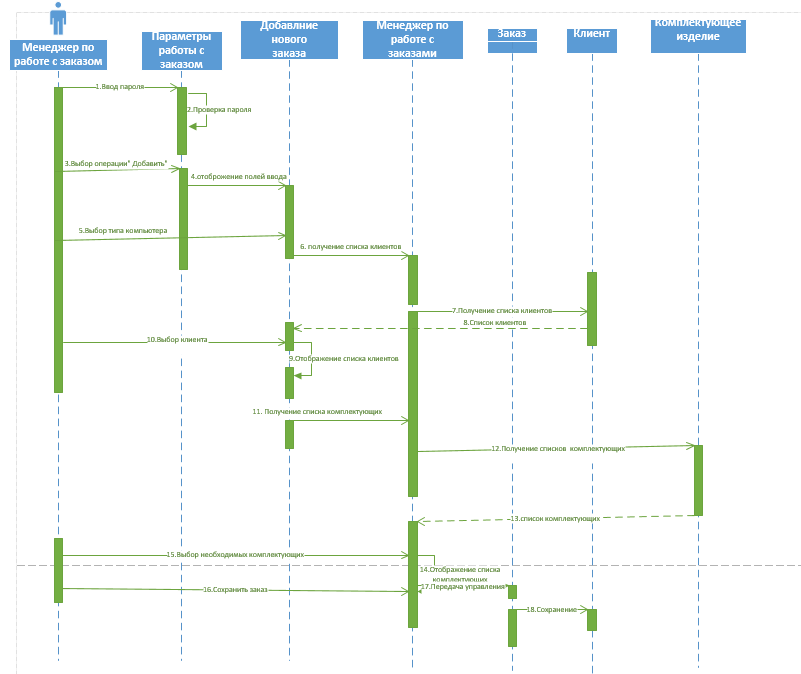 Менеджер по
работе с заказом
Параметры
работы с
заказом
Добавлние
нового
заказа
Менеджер по
работе с
заказами
Заказ
Клиент
Комплектующее
изделие
1.Ввод пароля
2.Проверка пароля
3.Выбор операции" Добавить"
4.отоброжение полей ввода
5.Выбор типа компьютера
6. получение списка клиентов
7.Получение списка клиентов
8.Список клиентов
10.Выбор клиента
9.Отображение списка клиентов
11. Получение списка комплектующих
12.Получение списков комплектующих
13.список комплектующих
15.Выбор необходимых комплектующих
14.Отображение списка
комплектующих
16.Сохранить заказ
17.Передача управления"
18.Сохранение